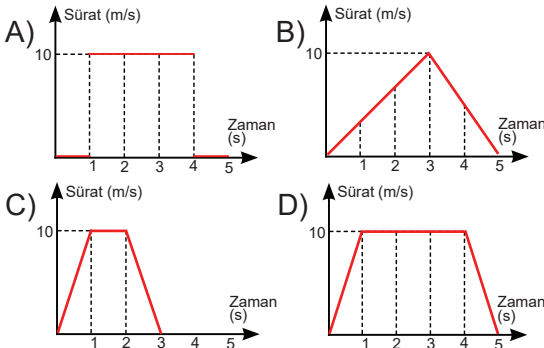 A)
Sürat (m/s)
10
Zaman
(s)
1 2 3 4 5
B)
Sürat (m/s)
10
Zaman
(s)
1 2 3 4 5
C)
Sürat (m/s)
10
Zaman
(s)
1 2 3 4 5
D)
Sürat (m/s)
10
Zaman
(s)
1 2 3 4 5